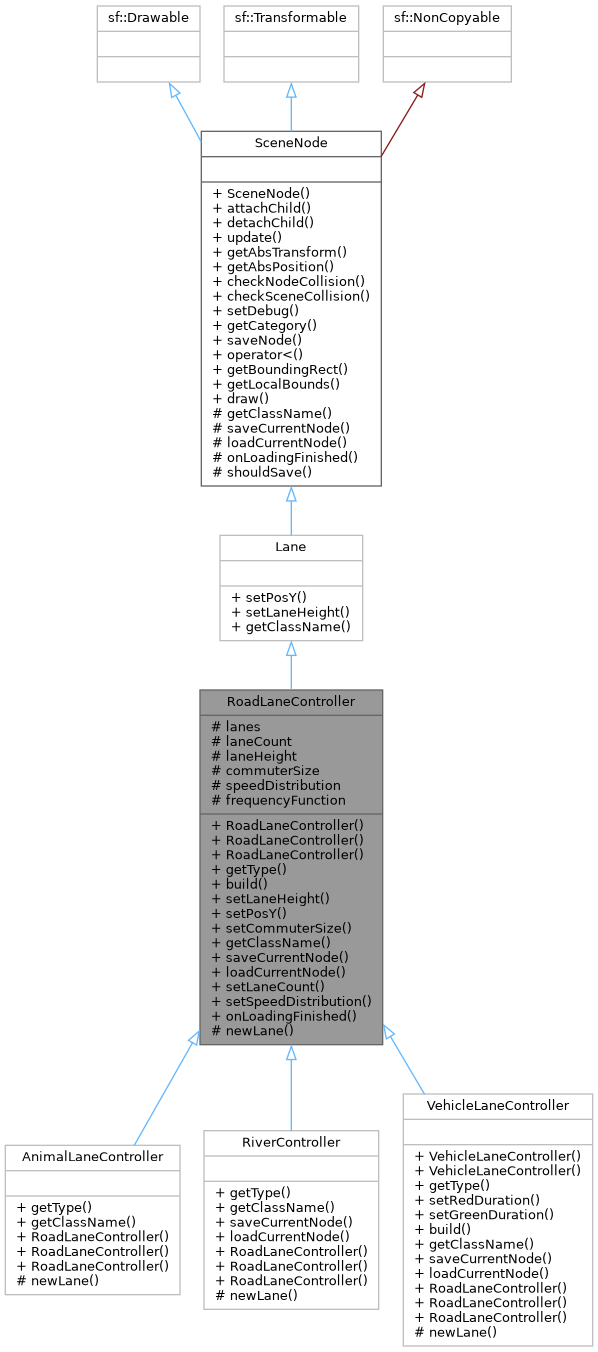 sf::Drawable
sf::Transformable
sf::NonCopyable
SceneNode
+ SceneNode()
+ attachChild()
+ detachChild()
+ update()
+ getAbsTransform()
+ getAbsPosition()
+ checkNodeCollision()
+ checkSceneCollision()
+ setDebug()
+ getCategory()
+ saveNode()
+ operator<()
+ getBoundingRect()
+ getLocalBounds()
+ draw()
# getClassName()
# saveCurrentNode()
# loadCurrentNode()
# onLoadingFinished()
# shouldSave()
Lane
+ setPosY()
+ setLaneHeight()
+ getClassName()
RoadLaneController
# lanes
# laneCount
# laneHeight
# commuterSize
# speedDistribution
# frequencyFunction
+ RoadLaneController()
+ RoadLaneController()
+ RoadLaneController()
+ getType()
+ build()
+ setLaneHeight()
+ setPosY()
+ setCommuterSize()
+ getClassName()
+ saveCurrentNode()
+ loadCurrentNode()
+ setLaneCount()
+ setSpeedDistribution()
+ onLoadingFinished()
# newLane()
AnimalLaneController
+ getType()
+ getClassName()
+ RoadLaneController()
+ RoadLaneController()
+ RoadLaneController()
# newLane()
RiverController
+ getType()
+ getClassName()
+ saveCurrentNode()
+ loadCurrentNode()
+ RoadLaneController()
+ RoadLaneController()
+ RoadLaneController()
# newLane()
VehicleLaneController
+ VehicleLaneController()
+ VehicleLaneController()
+ getType()
+ setRedDuration()
+ setGreenDuration()
+ build()
+ getClassName()
+ saveCurrentNode()
+ loadCurrentNode()
+ RoadLaneController()
+ RoadLaneController()
+ RoadLaneController()
# newLane()